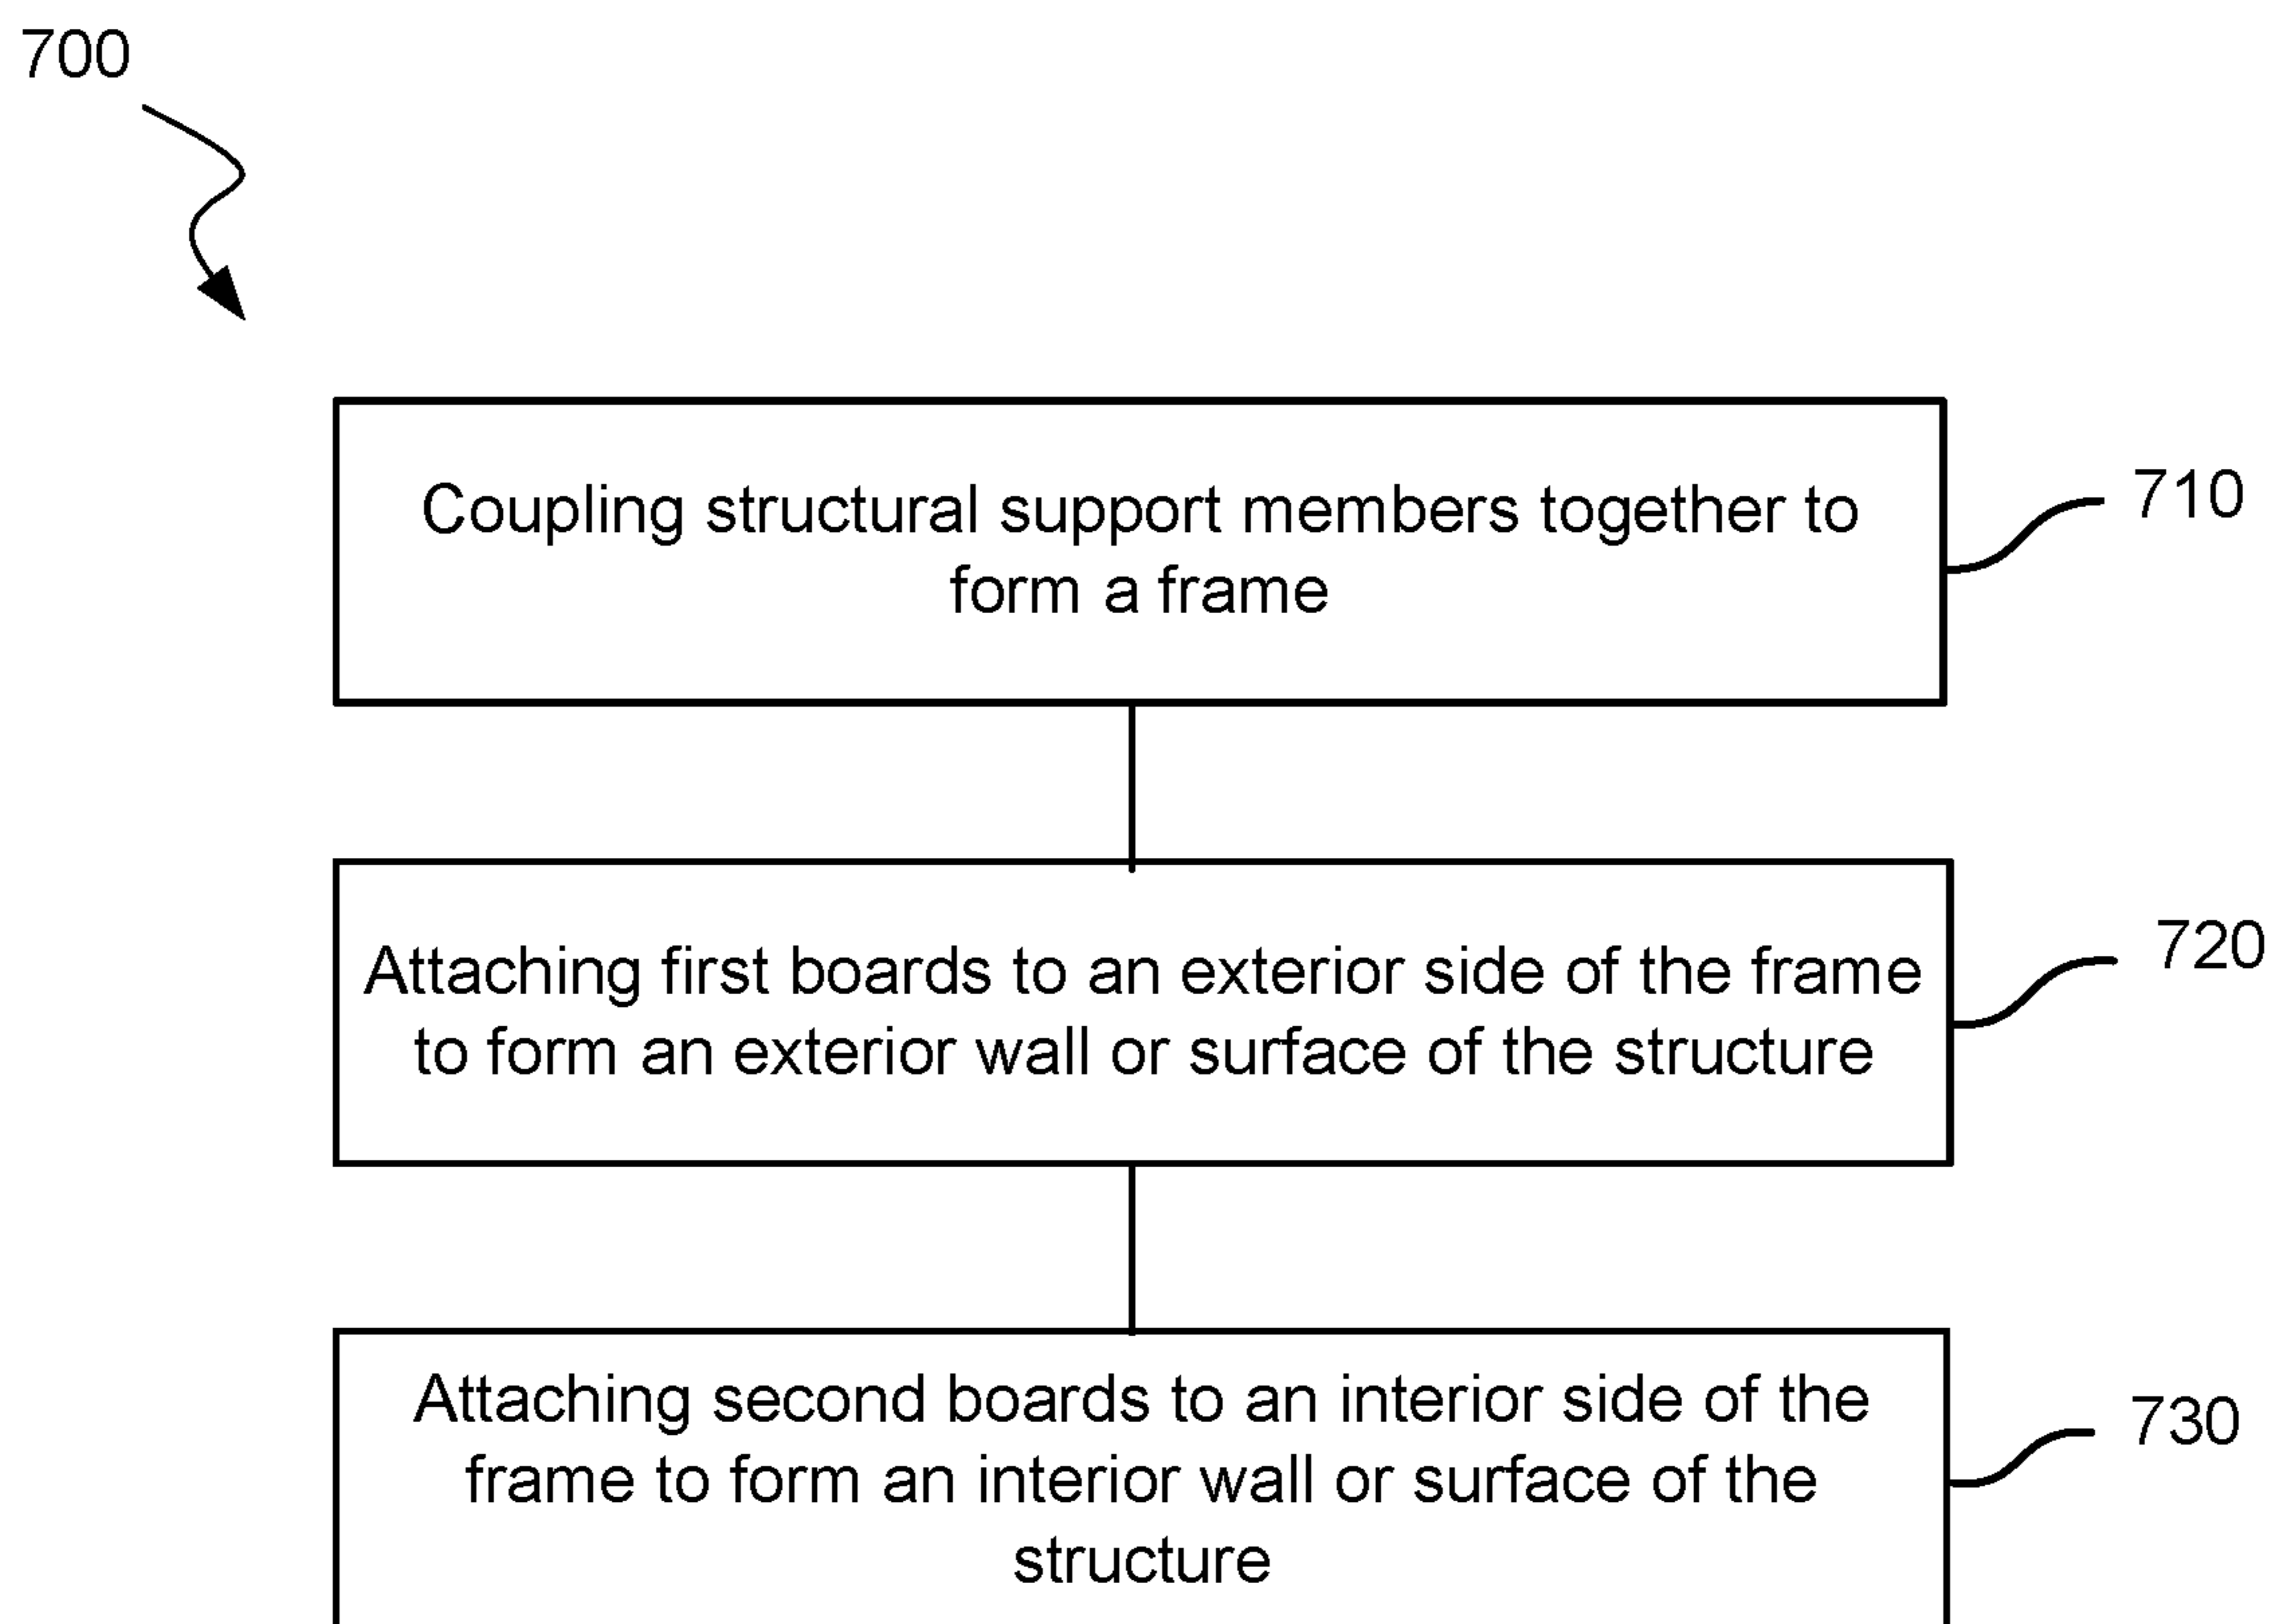 700
Coupling structural support members together to
form a frame
710
Attaching first boards to an exterior side of the frame
to form an exterior wall or surface of the structure
720
Attaching second boards to an interior side of the
frame to form an interior wall or surface of the
structure
730